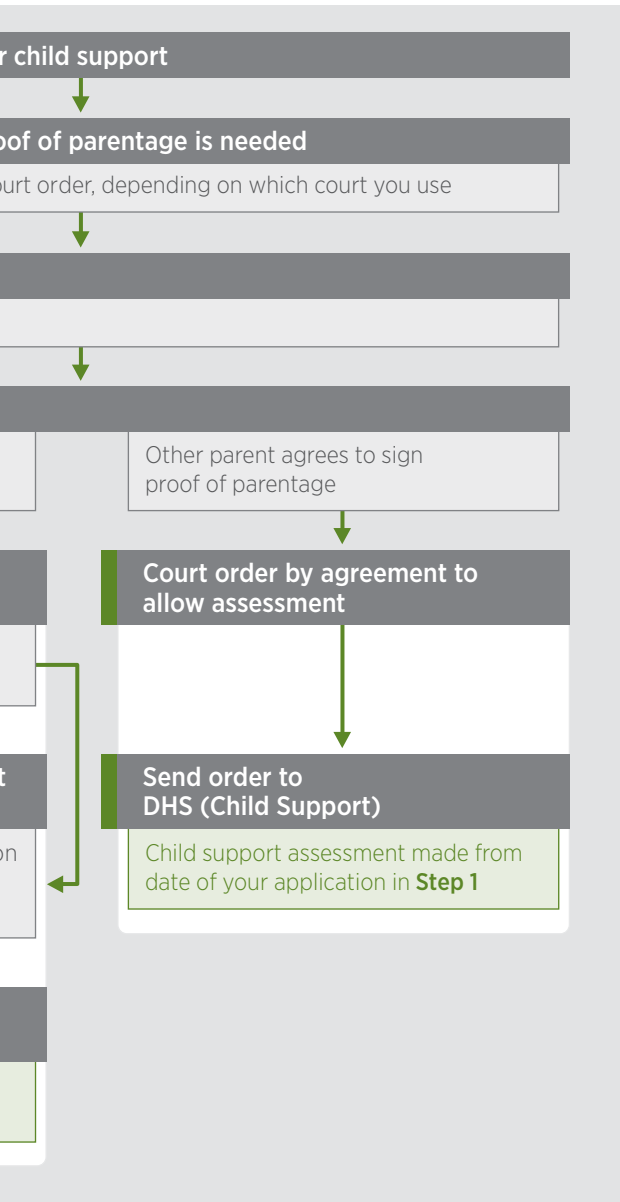 r child support
oof of parentage is needed
ourt order, depending on which court you use
Other parent agrees to sign
proof of parentage
Court order by agreement to
allow assessment
t
Send order to
DHS (Child Support)
on
Child support assessment made from
date of your application in Step 1